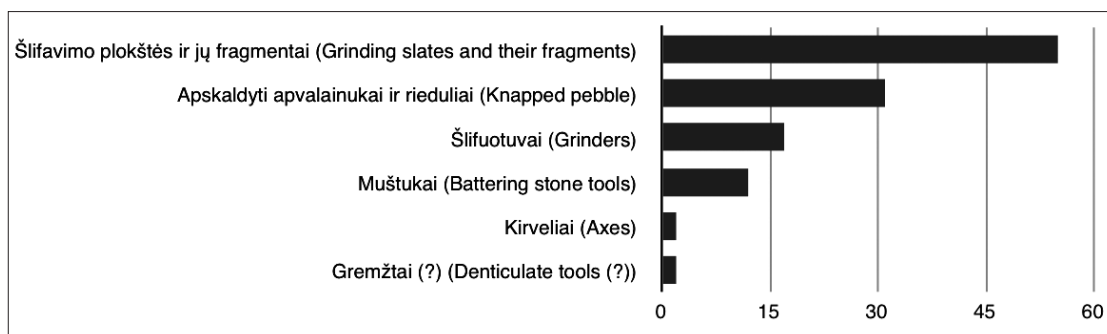 Šlifavimo plokštės ir jų fragmentai (Grinding slates and their fragments)
Apskaldyti apvalainukai ir rieduliai (Knapped pebble)
Šlifuotuvai (Grinders)
Muštukai (Battering stone tools)
Kirveliai (Axes)
Gremžtai (?) (Denticulate tools (?))
0 15 30 45 60